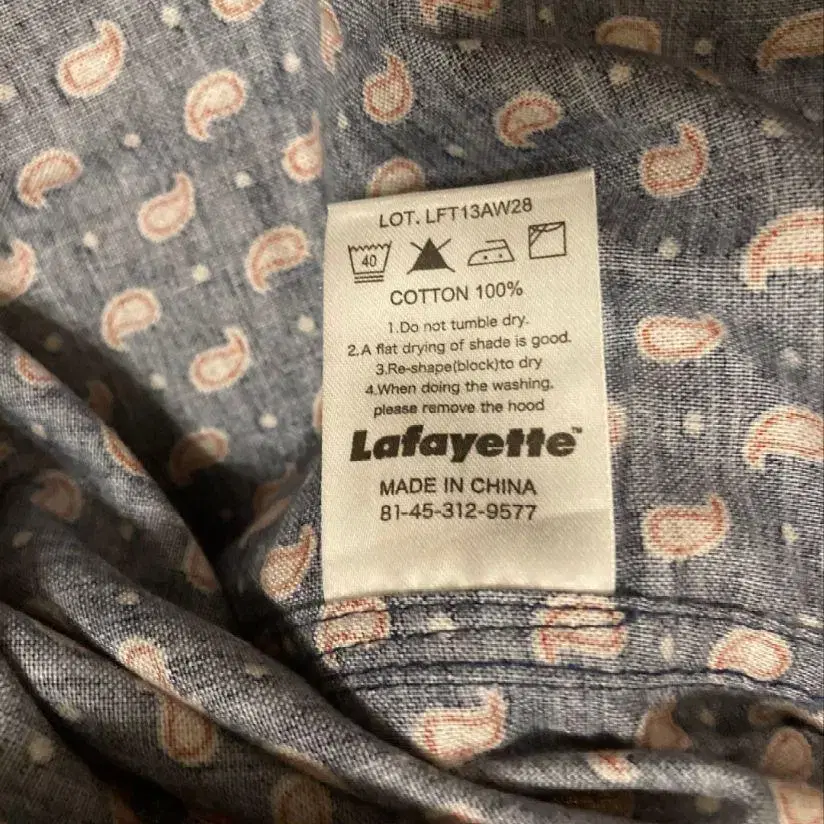 LOT. LFT13AW28
40
COTTON 100%
1.Do not tumble dry.
2.A flat drying of shade is good.
3.Re-shape(block)to dry
4.When doing the washing,
please remove the hood
Lafayette™
MADE IN CHINA
81-45-312-9577